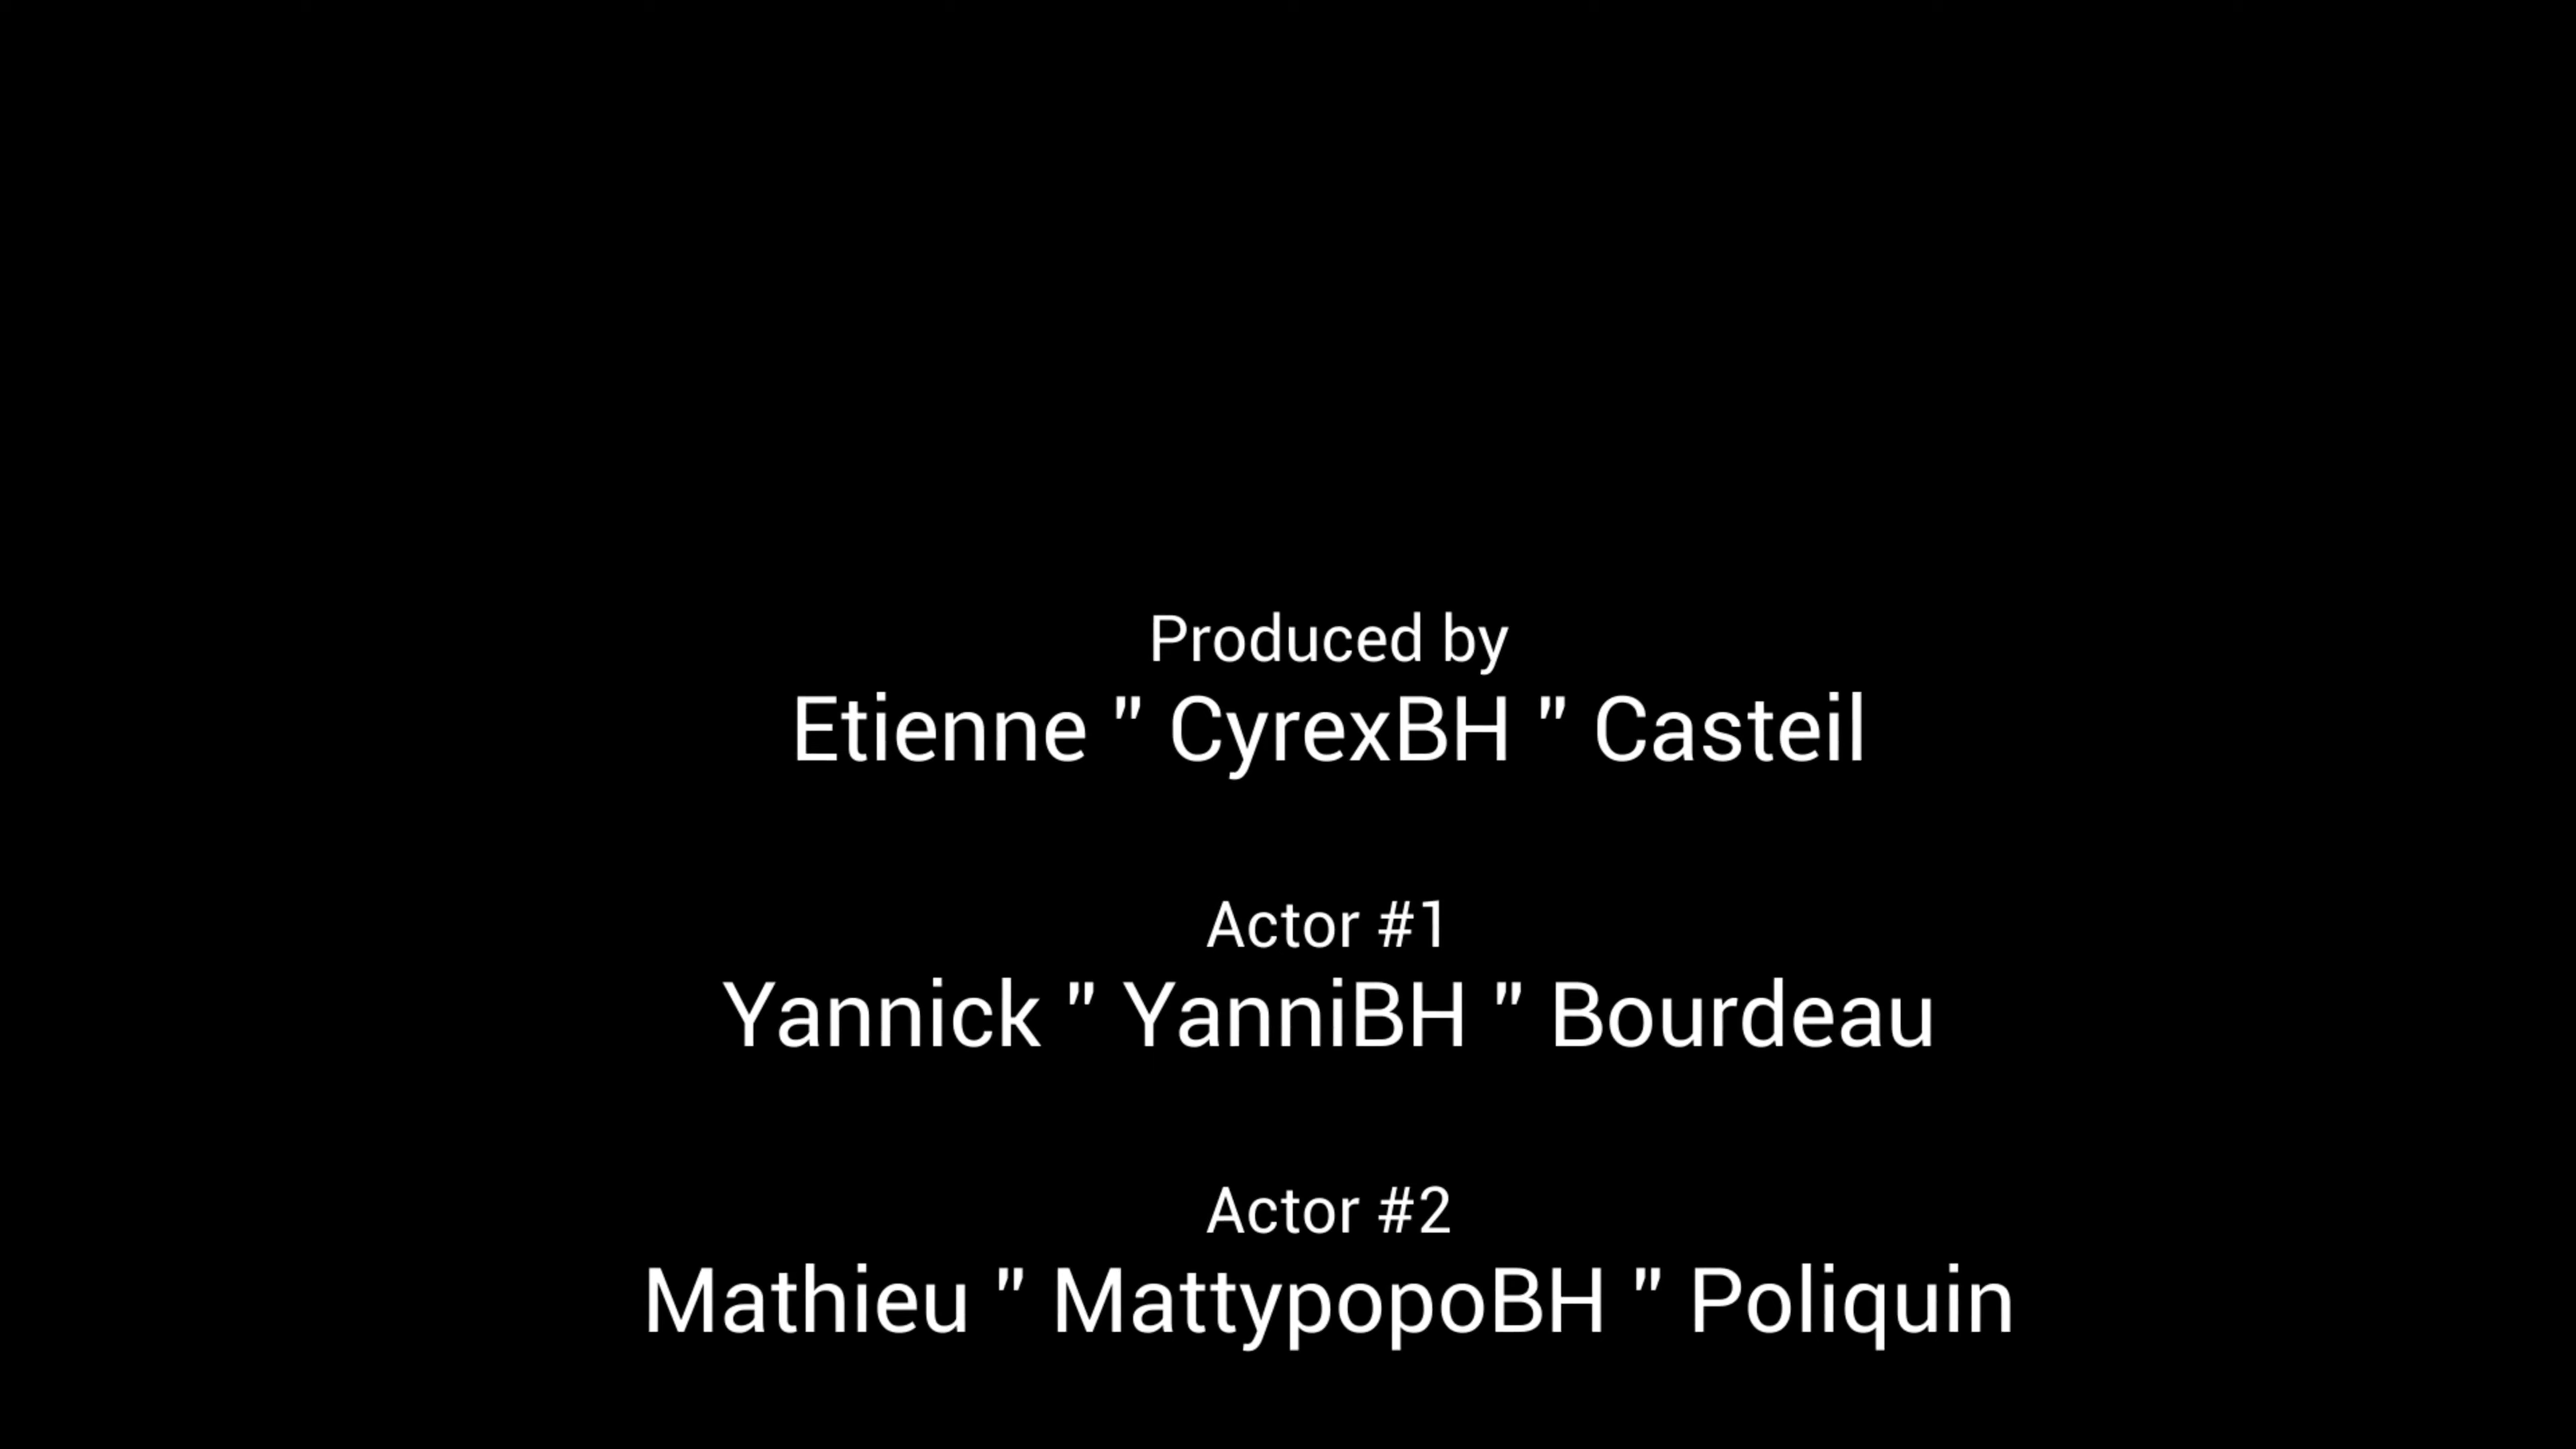 Produced by
Etienne " CyrexBH " Casteil
Actor #1
Yannick " YanniBH " Bourdeau
Actor #2
Mathieu " MattypopoBH " Poliquin